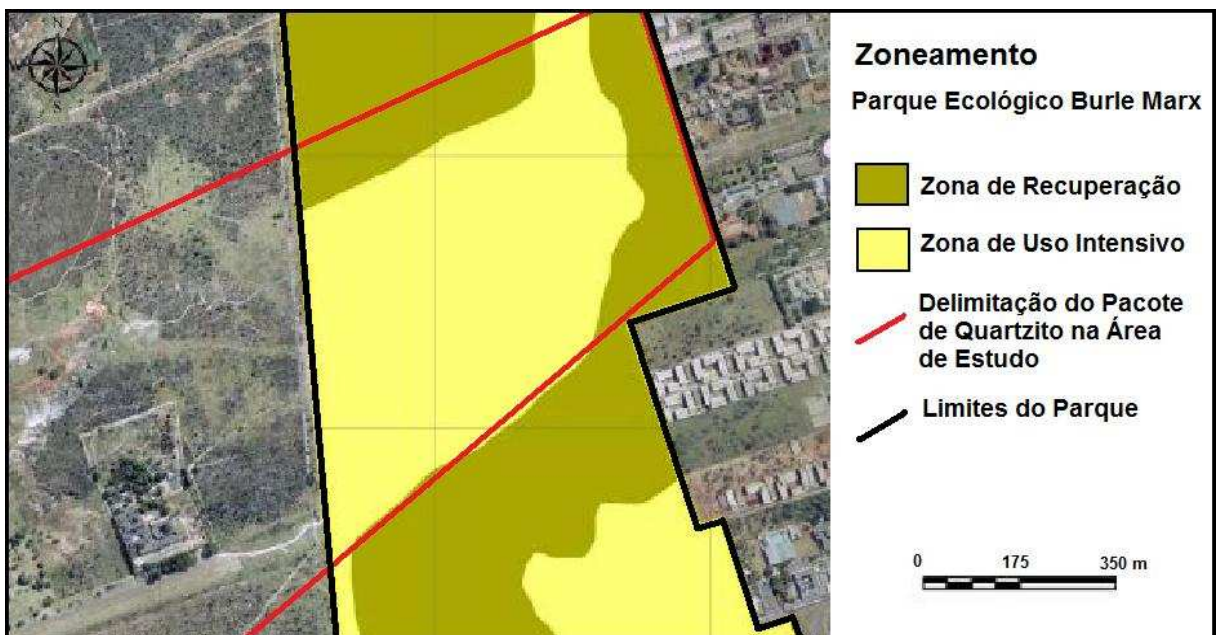 N
S
Zoneamento
Parque Ecológico Burle Marx
Zona de Recuperação
Zona de Uso Intensivo
Delimitação do Pacote
de Quartzito na Área
de Estudo
Limites do Parque
0 175 350 m